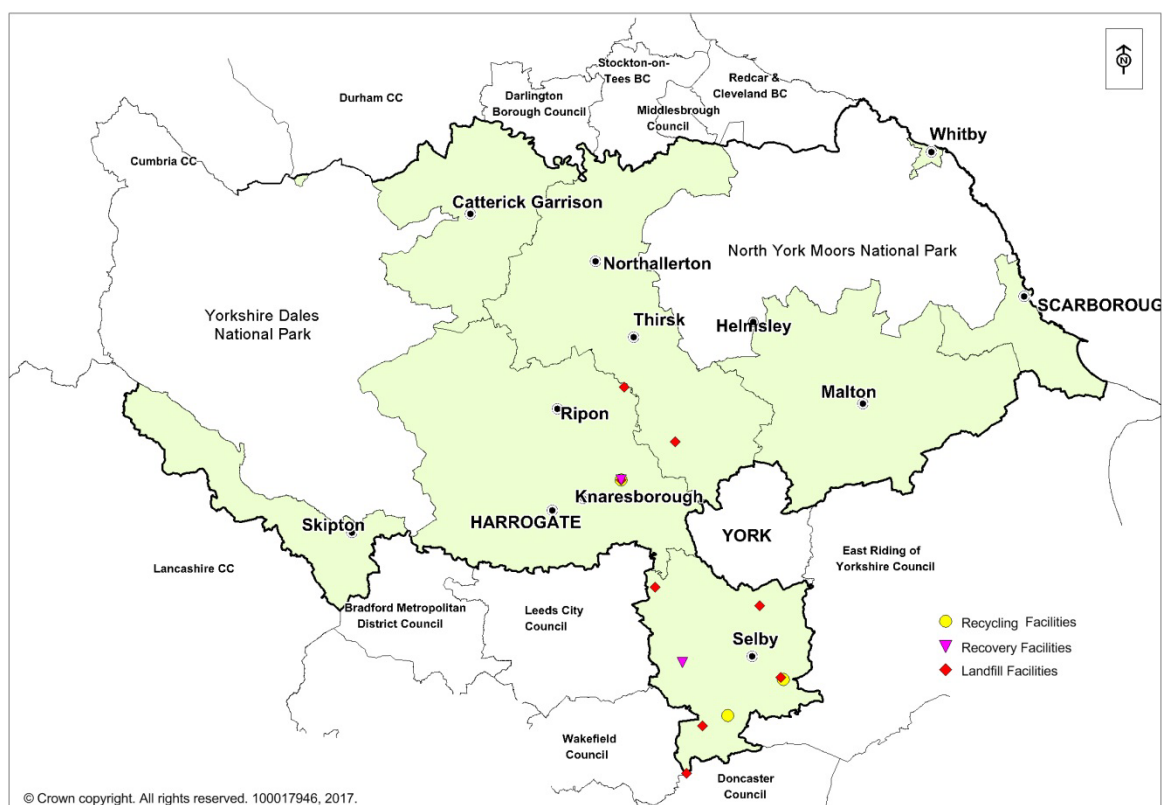 Stockton-on-
Tees BC
Redcar &
Cleveland BC
N
Durham CC
Darlington
Borough Council
Middlesbrough
Council
Whitby
Cumbria CC
Catterick Garrison
North York Moors National Park
Northallerton
SCARBOROUG
Yorkshire Dales
National Park
Thirsk
Helmsley
Malton
Ripon
Knaresborough
HARROGATE
Skipton
YORK
East Riding of
Yorkshire Council
Lancashire CC
Bradford Metropolitan
District Council
Leeds City
Council
Recycling Facilities
Selby
Recovery Facilities
Landfill Facilities
Wakefield
Council
Doncaster
Council
© Crown copyright. All rights reserved. 100017946, 2017.